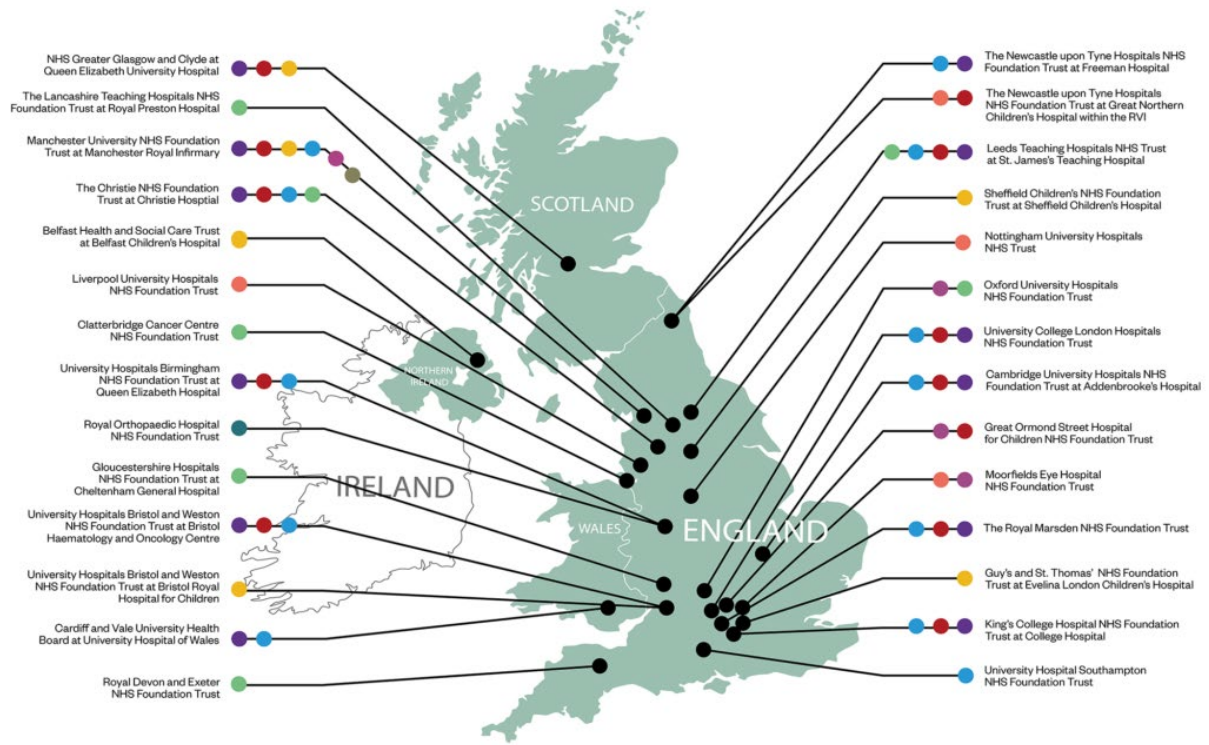 NHS Greater Glasgow and Clyde at
Queen Elizabeth University Hospital
The Lancashire Teaching Hospitals NHS
Foundation Trust at Royal Preston Hospital
Manchester University NHS Foundation
Trust at Manchester Royal Infirmary
The Christie NHS Foundation
Trust at Christie Hosptial
Belfast Health and Social Care Trust
at Belfast Children's Hospital
Liverpool University Hospitals
NHS Foundation Trust
Clatterbridge Cancer Centre
NHS Foundation Trust
University Hospitals Birmingham
NHS Foundation Trust at
Queen Elizabeth Hospital
Royal Orthopaedic Hospital
NHS Foundation Trust
Gloucestershire Hospitals
NHS Foundation Trust at
Cheltenham General Hospital
University Hospitals Bristol and Weston
NHS Foundation Trust at Bristol
Haematology and Oncology Centre
University Hospitals Bristol and Weston
NHS Foundation Trust at Bristol Royal
Hospital for Children
Cardiff and Vale University Health
Board at University Hospital of Wales
Royal Devon and Exeter
NHS Foundation Trust
SCOTLAND
NORTHERN
IRELAND
IRELAND
WALES
ENGLAND
The Newcastle upon Tyne Hospitals NHS
Foundation Trust at Freeman Hospital
The Newcastle upon Tyne Hospitals
NHS Foundation Trust at Great Northern
Children's Hospital within the RVI
Leeds Teaching Hospitals NHS Trust
at St. James's Teaching Hospital
Sheffield Children's NHS Foundation
Trust at Sheffield Children's Hospital
Nottingham University Hospitals
NHS Trust
Oxford University Hospitals
NHS Foundation Trust
University College London Hospitals
NHS Foundation Trust
Cambridge University Hospitals NHS
Foundation Trust at Addenbrooke's Hospital
Great Ormond Street Hospital
for Children NHS Foundation Trust
Moorfields Eye Hospital
NHS Foundation Trust
The Royal Marsden NHS Foundation Trust
Guy's and St. Thomas' NHS Foundation
Trust at Evelina London Children's Hospital
King's College Hospital NHS Foundation
Trust at College Hospital
University Hospital Southampton
NHS Foundation Trust